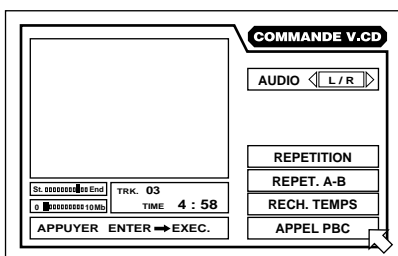 COMMANDE V.CD
AUDIO L / R
REPETITION
REPET. A-B
RECH. TEMPS
APPEL PBC
St. End
0 10Mb
TRK. 03
TIME 4 : 58
APPUYER ENTER ➡ EXEC.